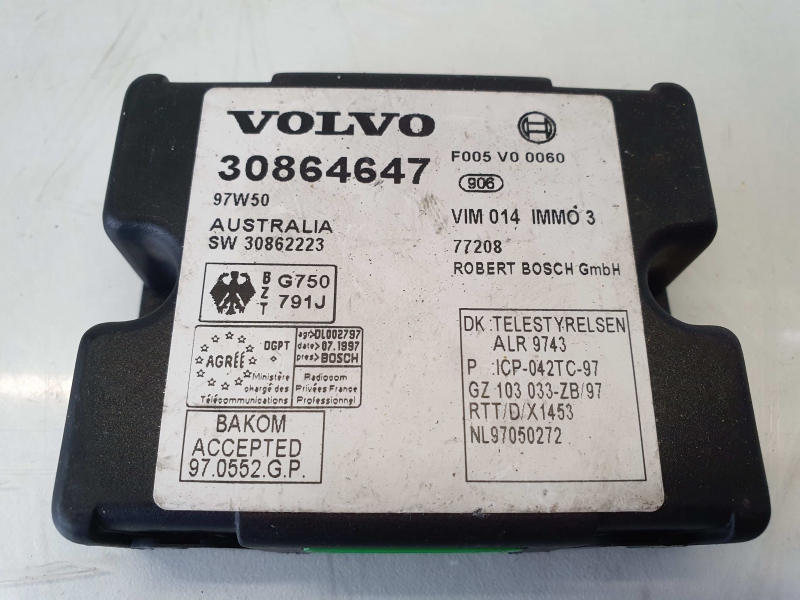 VOLVO
30864647
97W50
AUSTRALIA
SW 30862223
F005 V0 0060
906
VIM 014 IMMO 3
77208
ROBERT BOSCH GmbH
BZT
G750
791J
AGRÉÉ
DGPT
Ministère
chargé des
Télécommunications
agr>DL002797
date>07.1997
pres>BOSCH
Radiocom
Privées France
Professionnel
BAKOM
ACCEPTED
97.0552.G.P.
DK:TELESTYRELSEN
ALR 9743
P :ICP-042TC-97
GZ 103 033-ZB/97
RTT/D/X1453
NL97050272